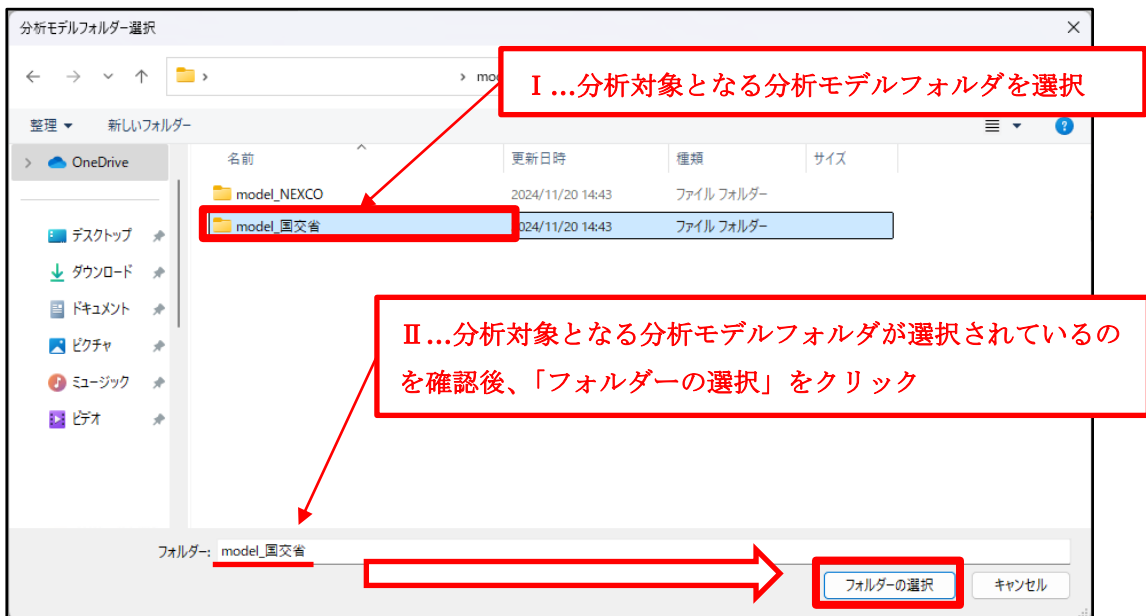 分析モデルフォルダー選択
› › mo
Ⅰ…分析対象となる分析モデルフォルダを選択
整理 新しいフォルダー
OneDrive
名前 更新日時 種類 サイズ
model_NEXCO 2024/11/20 14:43 ファイル フォルダー
model_国交省 2024/11/20 14:43 ファイル フォルダー
デスクトップ
ダウンロード
ドキュメント
ピクチャ
ミュージック
ビデオ
Ⅱ…分析対象となる分析モデルフォルダが選択されているの
を確認後、「フォルダーの選択」をクリック
フォルダー: model_国交省
フォルダーの選択 キャンセル